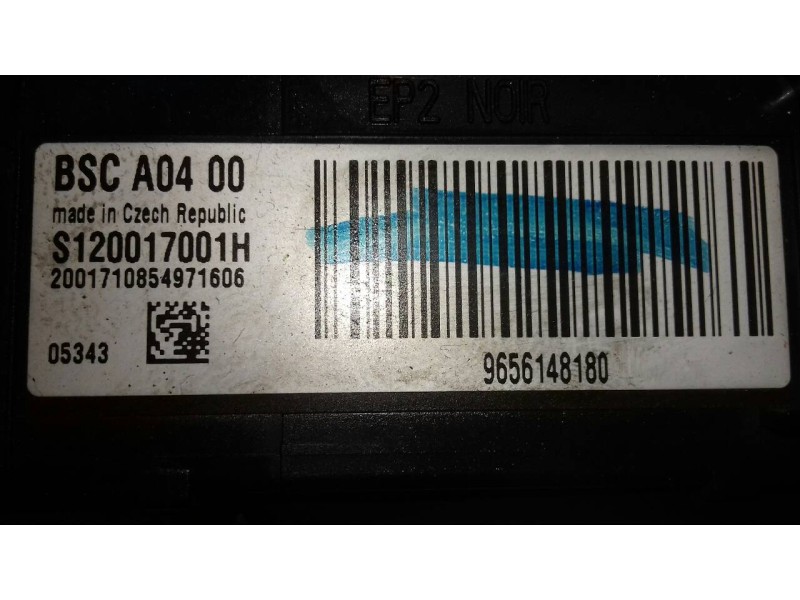 EP2 NOIR
BSC A04 00
made in Czech Republic
S120017001H
2001710854971606
05343
9656148180